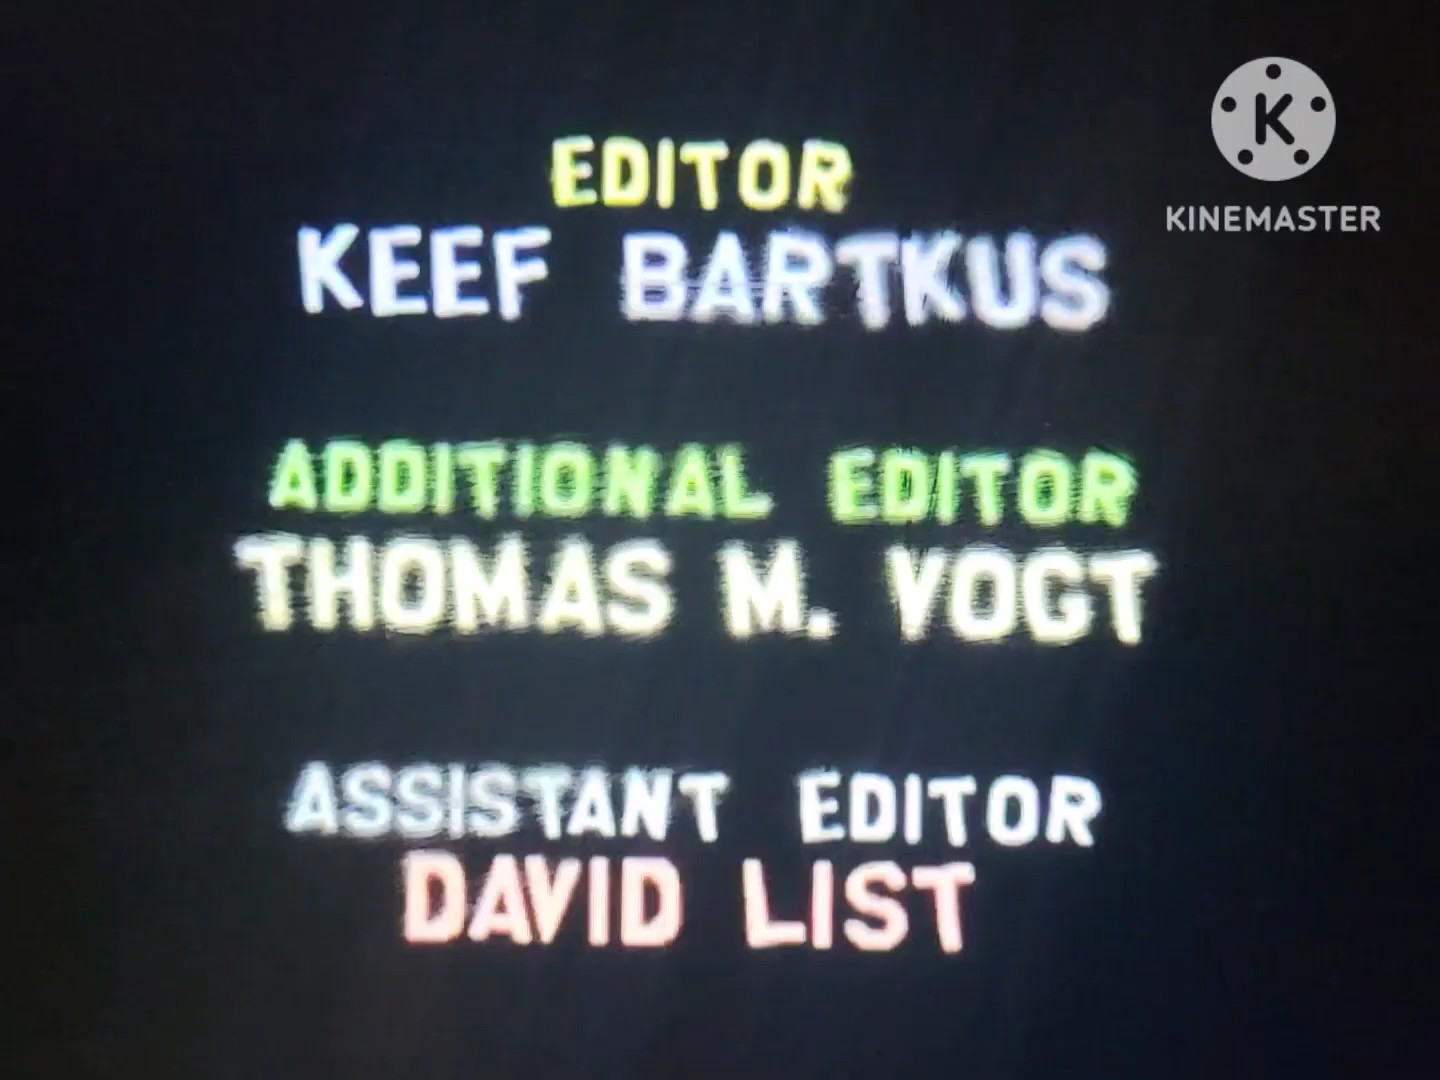 EDITOR
KEEF BARTKUS
ADDITIONAL EDITOR
THOMAS M. VOGT
ASSISTANT EDITOR
DAVID LIST
K
KINEMASTER